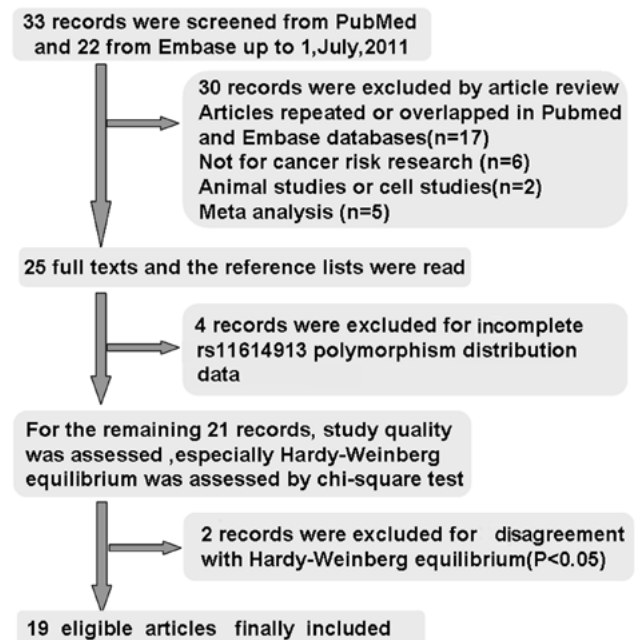 33 records were screened from PubMed
and 22 from Embase up to 1,July,2011
30 records were excluded by article review
Articles repeated or overlapped in Pubmed
and Embase databases(n=17)
Not for cancer risk research (n=6)
Animal studies or cell studies(n=2)
Meta analysis (n=5)
25 full texts and the reference lists were read
4 records were excluded for incomplete
rs11614913 polymorphism distribution
data
For the remaining 21 records, study quality
was assessed ,especially Hardy-Weinberg
equilibrium was assessed by chi-square test
2 records were excluded for disagreement
with Hardy-Weinberg equilibrium(P<0.05)
19 eligible articles finally included